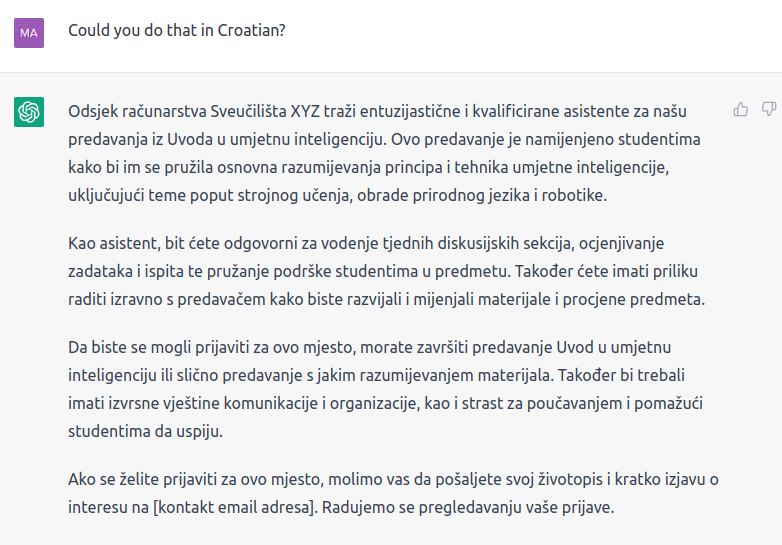 MA
Could you do that in Croatian?
Odsjek računarstva Sveučilišta XYZ traži entuzijastične i kvalificirane asistente za našu
predavanja iz Uvoda u umjetnu inteligenciju. Ovo predavanje je namijenjeno studentima
kako bi im se pružila osnovna razumijevanja principa i tehnika umjetne inteligencije,
uključujući teme poput strojnog učenja, obrade prirodnog jezika i robotike.
Kao asistent, bit ćete odgovorni za vodenje tjednih diskusijskih sekcija, ocjenjivanje
zadataka i ispita te pružanje podrške studentima u predmetu. Također ćete imati priliku
raditi izravno s predavačem kako biste razvijali i mijenjali materijale i procjene predmeta.
Da biste se mogli prijaviti za ovo mjesto, morate završiti predavanje Uvod u umjetnu
inteligenciju ili slično predavanje s jakim razumijevanjem materijala. Također bi trebali
imati izvrsne vještine komunikacije i organizacije, kao i strast za poučavanjem i pomažući
studentima da uspiju.
Ako se želite prijaviti za ovo mjesto, molimo vas da pošaljete svoj životopis i kratko izjavu o
interesu na [kontakt email adresa]. Radujemo se pregledavanju vaše prijave.